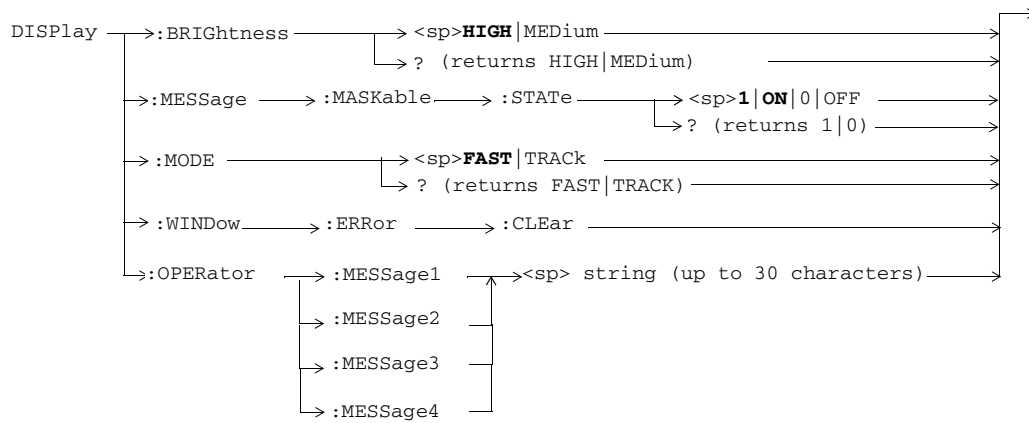 DISPlay :BRIGhtness <sp>HIGH|MEDium
? (returns HIGH|MEDium)
:MESSage :MASKable :STATe <sp>1|ON|0|OFF
? (returns 1|0)
:MODE <sp>FAST|TRACk
? (returns FAST|TRACK)
:WINDow :ERRor :CLEar
:OPERator :MESSage1 <sp> string (up to 30 characters)
:MESSage2
:MESSage3
:MESSage4